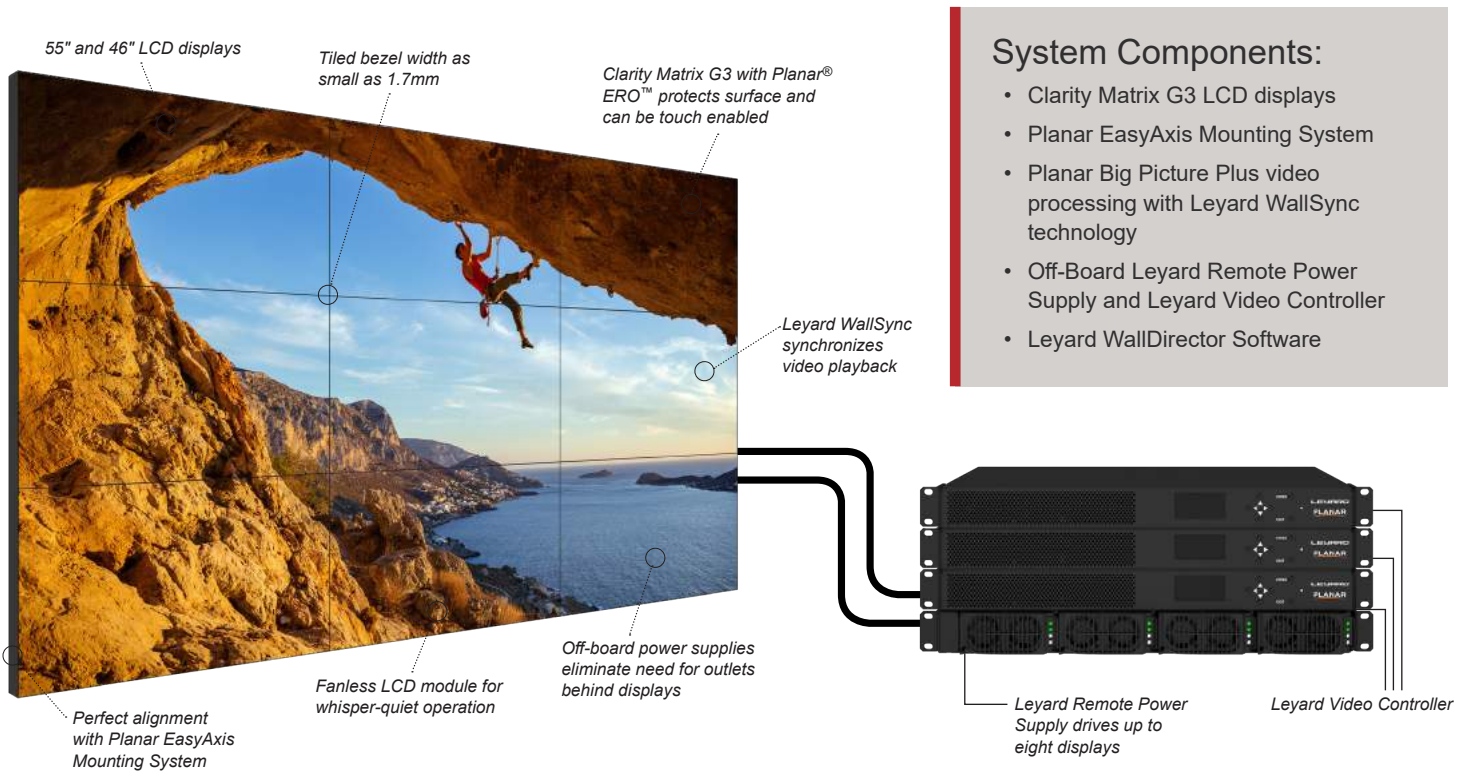 55" and 46" LCD displays
Tiled bezel width as
small as 1.7mm
Clarity Matrix G3 with Planar®
ERO™ protects surface and
can be touch enabled
Leyard WallSync
synchronizes
video playback
Off-board power supplies
eliminate need for outlets
behind displays
Fanless LCD module for
whisper-quiet operation
Perfect alignment
with Planar EasyAxis
Mounting System
System Components:
• Clarity Matrix G3 LCD displays
• Planar EasyAxis Mounting System
• Planar Big Picture Plus video
processing with Leyard WallSync
technology
• Off-Board Leyard Remote Power
Supply and Leyard Video Controller
• Leyard WallDirector Software
LEYARD
PLANAR
LEYARD
PLANAR
LEYARD
PLANAR
Leyard Remote Power
Supply drives up to
eight displays
Leyard Video Controller